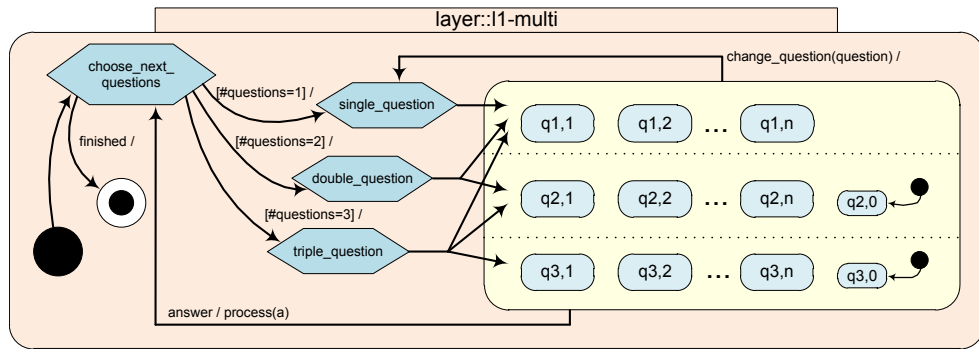 layer::l1-multi
choose_next_
questions
change_question(question) /
[#questions=1] /
single_question
q1,1
q1,2
...
q1,n
finished /
[#questions=2] /
double_question
q2,1
q2,2
...
q2,n
q2,0
[#questions=3] /
triple_question
q3,1
q3,2
...
q3,n
q3,0
answer / process(a)